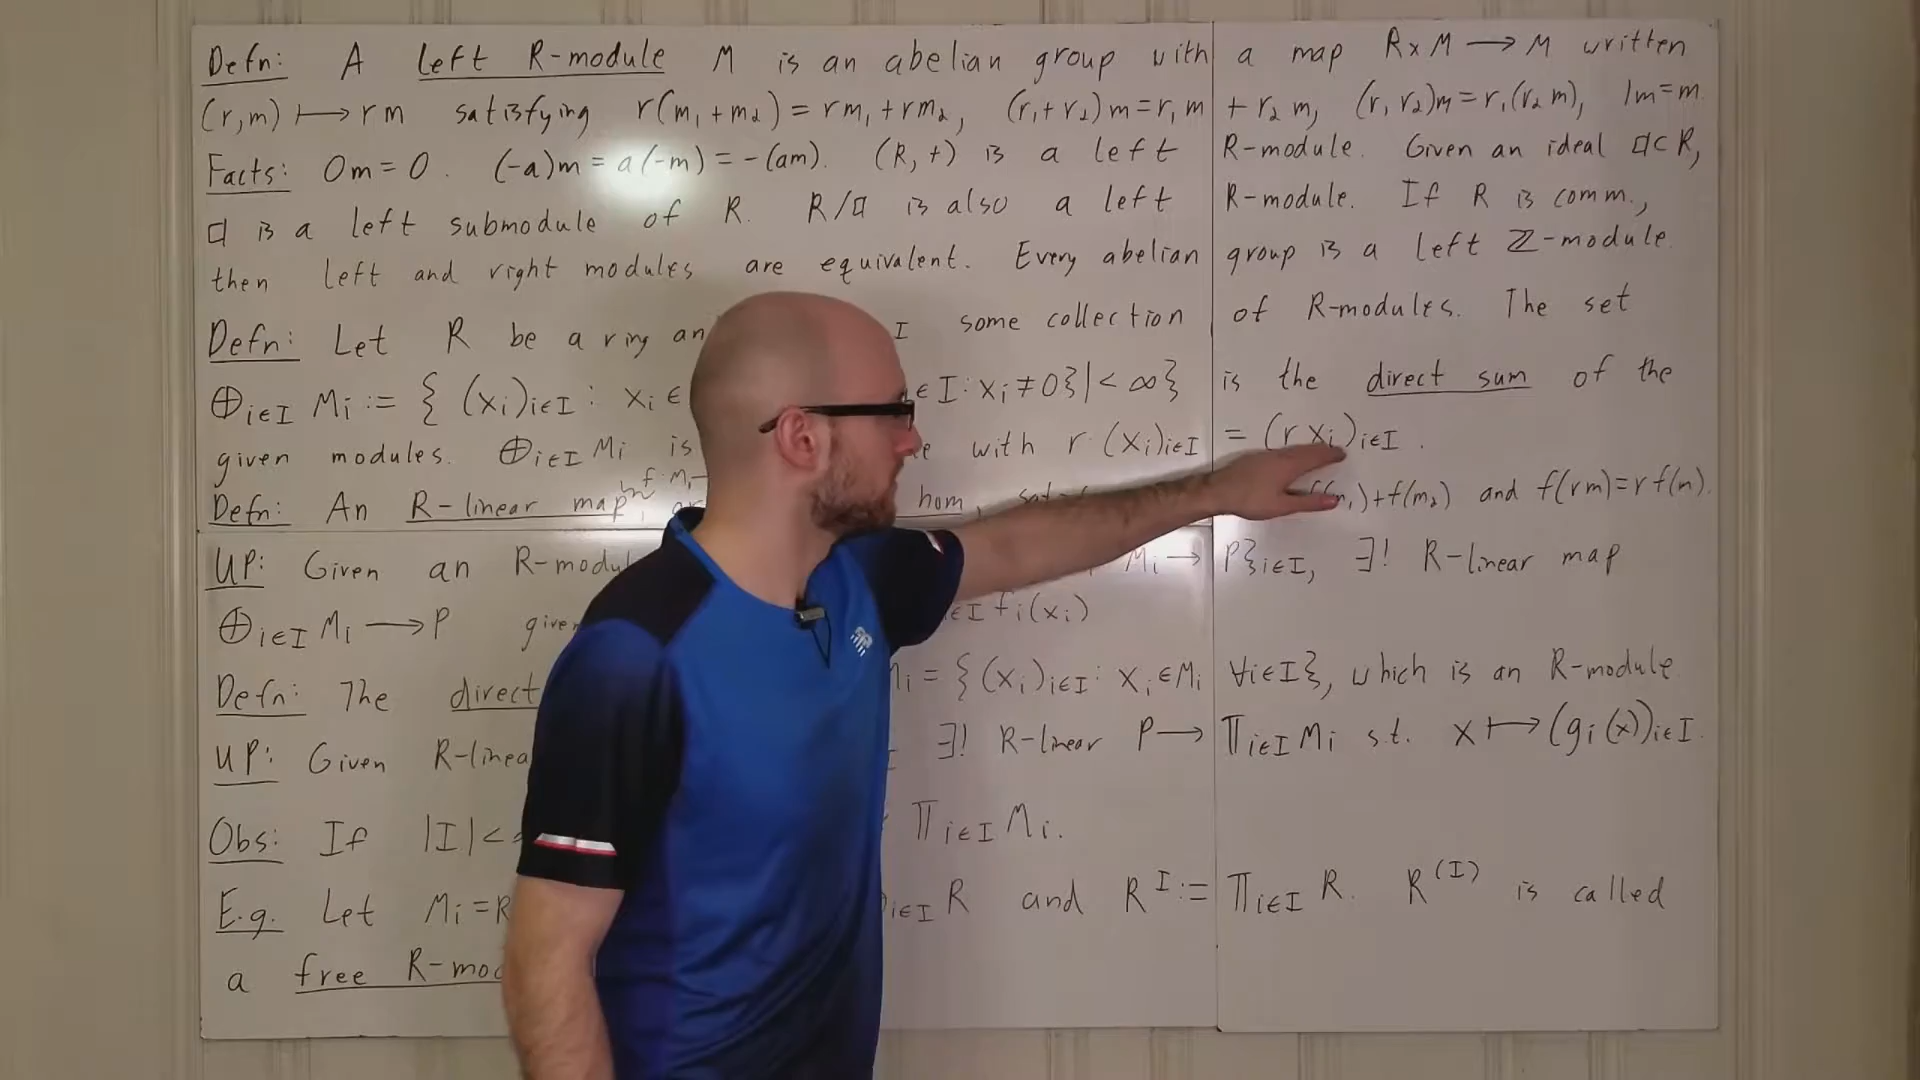 Defn: A left R-module M is an abelian group with a map R×M → M written
(r,m) ↦ rm satisfying r(m₁+m₂) = rm₁+rm₂, (r₁+r₂)m = r₁m + r₂m, (r₁r₂)m = r₁(r₂m), 1m=m.
Facts: 0m = 0. (-a)m = a(-m) = -(am). (R,+) is a left R-module. Given an ideal 𝔞⊂R,
𝔞 is a left submodule of R. R/𝔞 is also a left R-module. If R is comm.,
then left and right modules are equivalent. Every abelian group is a left ℤ-module.
Defn: Let R be a ring an I some collection of R-modules. The set
⊕i∈I Mi := { (xi)i∈I : xi ∈ ∈I : xi ≠ 0}| < ∞} is the direct sum of the
given modules. ⊕i∈I Mi is with r (xi)i∈I = (rxi)i∈I.
f: Mi→
Defn: An R-linear map, or hom, f(m₁)+f(m₂) and f(rm)=rf(m).
UP: Given an R-modul Mi → P}i∈I, ∃! R-linear map
⊕i∈I Mi → P given ∈I fi(xi)
Defn: The direct Mi = {(xi)i∈I : xi∈Mi ∀i∈I}, which is an R-module
UP: Given R-linea ∃! R-linear P → ∏i∈I Mi s.t. x ↦ (gi(x))i∈I.
Obs: If |I|< ∏i∈I Mi.
E.g. Let Mi=R i∈I R and R^I := ∏i∈I R. R^(I) is called
a free R-mod